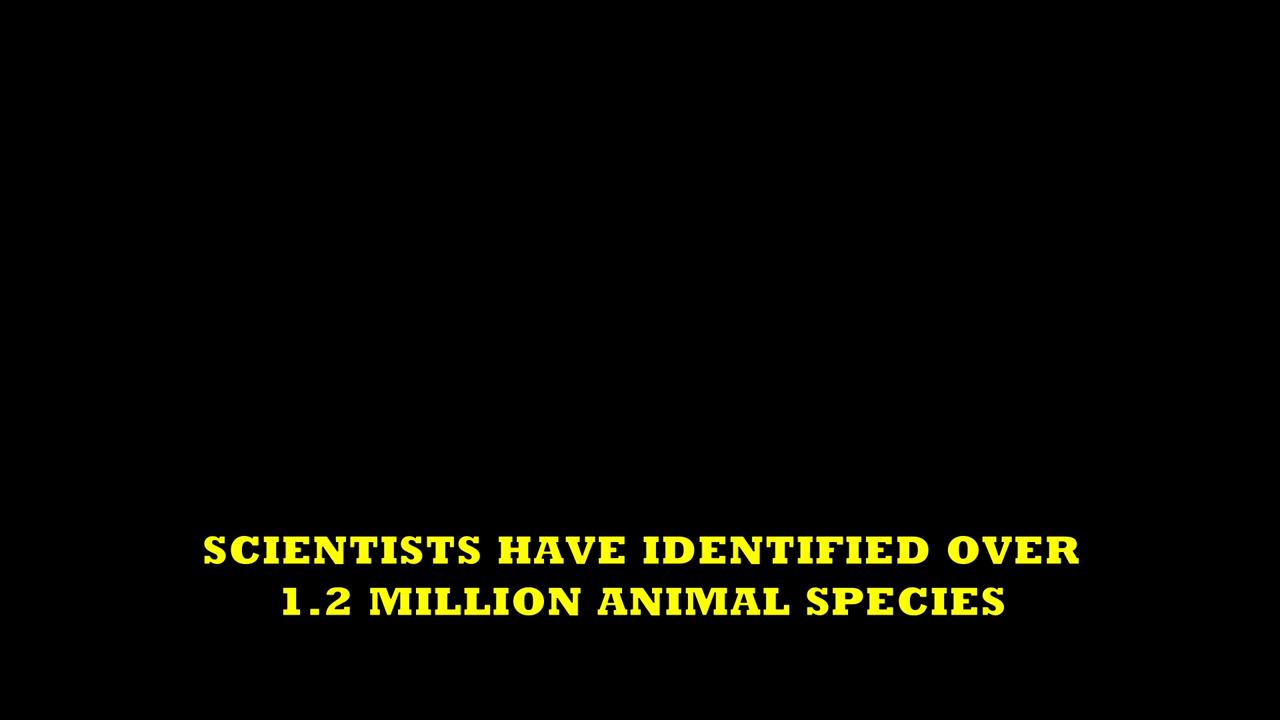 SCIENTISTS HAVE IDENTIFIED OVER
1.2 MILLION ANIMAL SPECIES